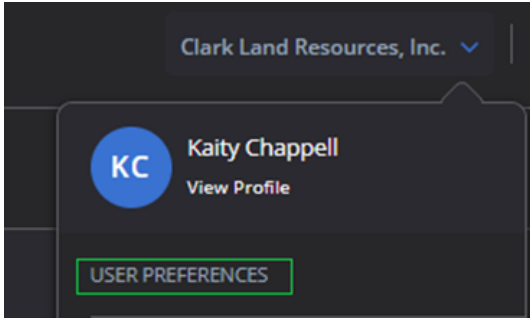 Clark Land Resources, Inc.
KC
Kaity Chappell
View Profile
USER PREFERENCES